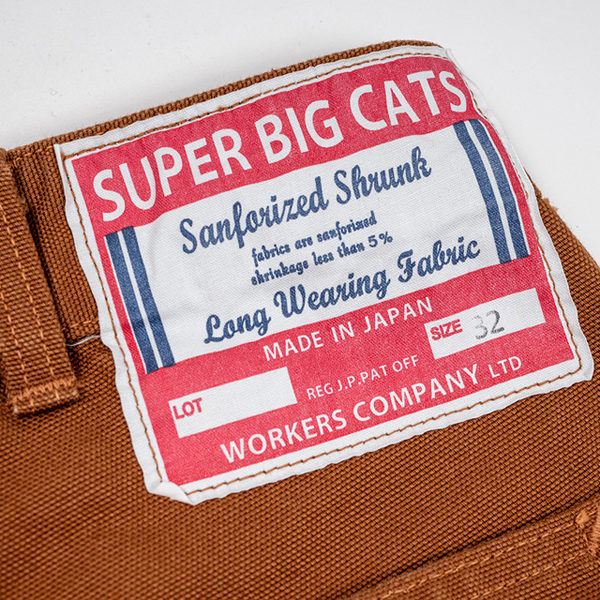 SUPER BIG CATS
Sanforized Shrunk
fabrics are sanforized
shrinkage less than 5%
Long Wearing Fabric
MADE IN JAPAN
SIZE 32
LOT
REG J.P.PAT OFF
WORKERS COMPANY LTD